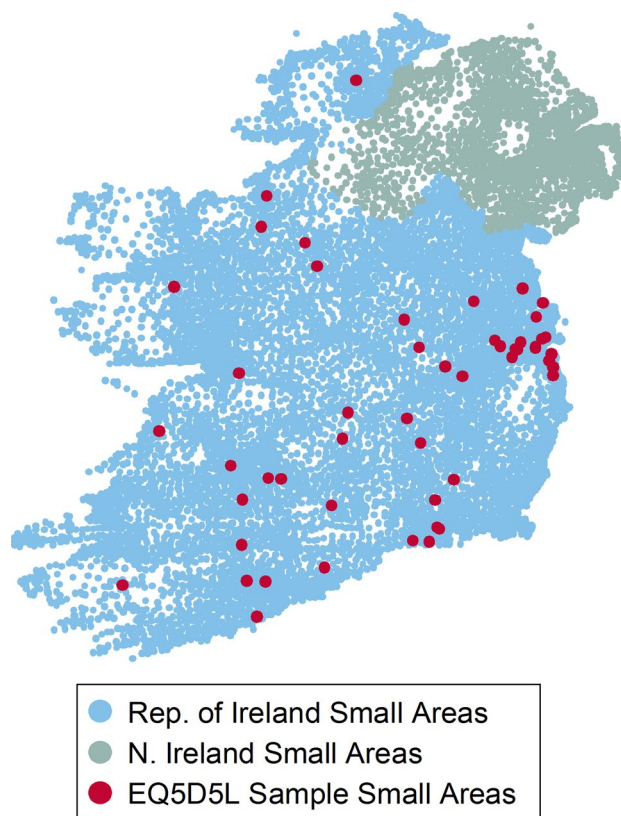 Rep. of Ireland Small Areas
N. Ireland Small Areas
EQ5D5L Sample Small Areas